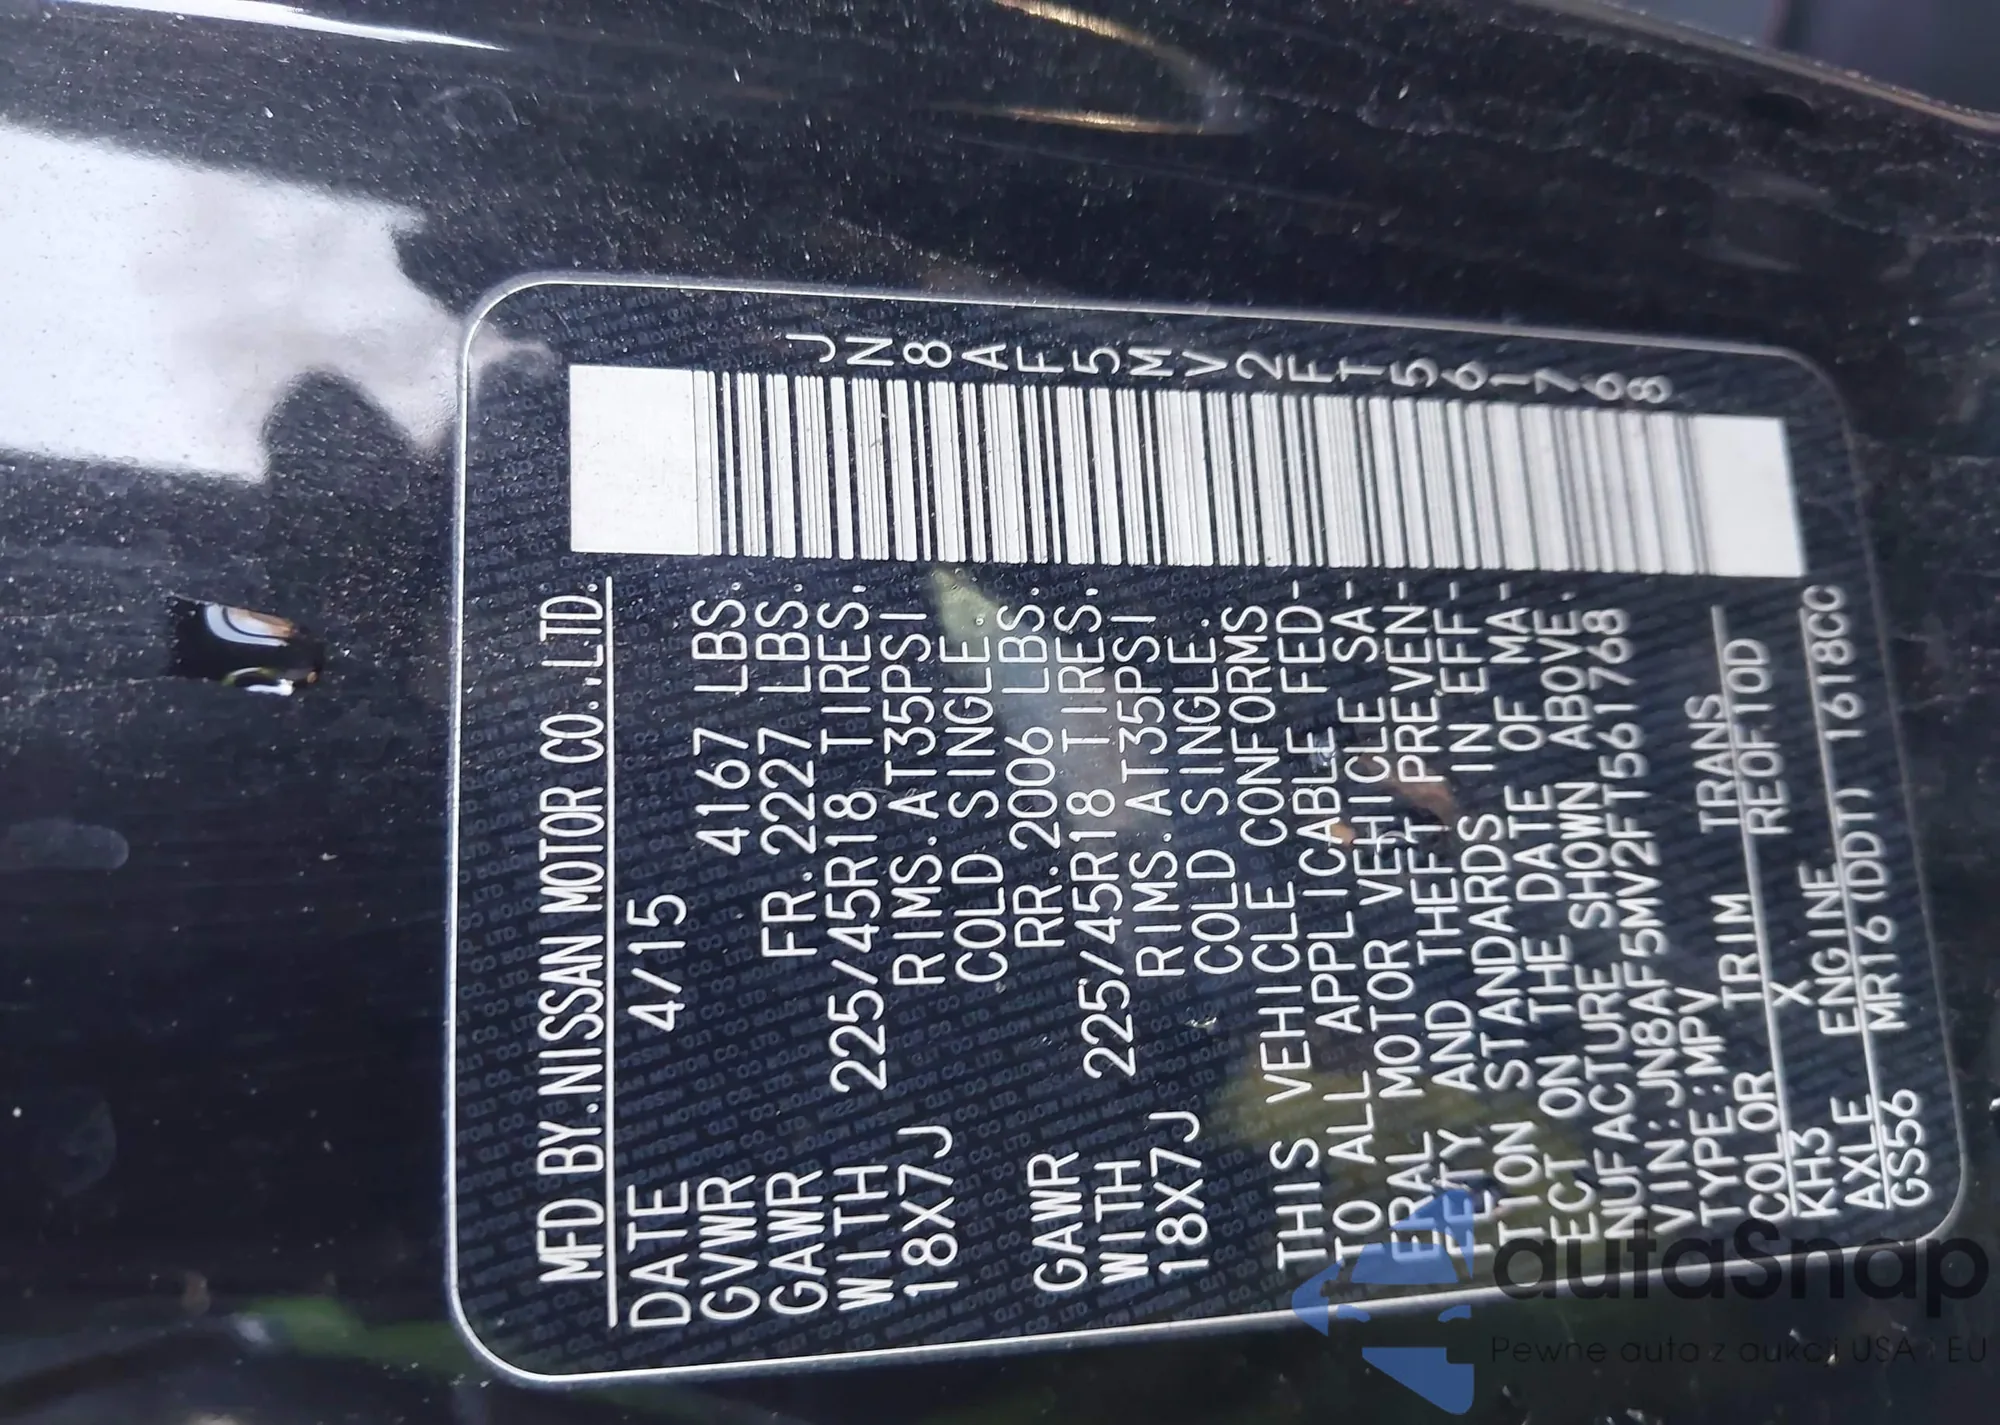 MFD BY.NISSAN MOTOR CO.,LTD.
DATE 4/15
GVWR 4167 LBS.
GAWR FR.2227 LBS.
WITH 225/45R18 TIRES,
18X7J RIMS.AT35PSI
COLD SINGLE.
GAWR RR.2006 LBS.
WITH 225/45R18 TIRES,
18X7J RIMS.AT35PSI
COLD SINGLE.
THIS VEHICLE CONFORMS
TO ALL APPLICABLE FED-
ERAL MOTOR VEHICLE SA-
FETY AND THEFT PREVEN-
TION STANDARDS IN EFF-
ECT ON THE DATE OF MA-
NUFACTURE SHOWN ABOVE.
VIN:JN8AF5MV2FT561768
TYPE:MPV
COLOR TRIM TRANS
KH3 X RE0F10D
AXLE ENGINE
GS56 MR16(DDT) 1618CC
JN8AF5MV2FT561768
autaSnap
Pewne auta z aukcji USA i EU